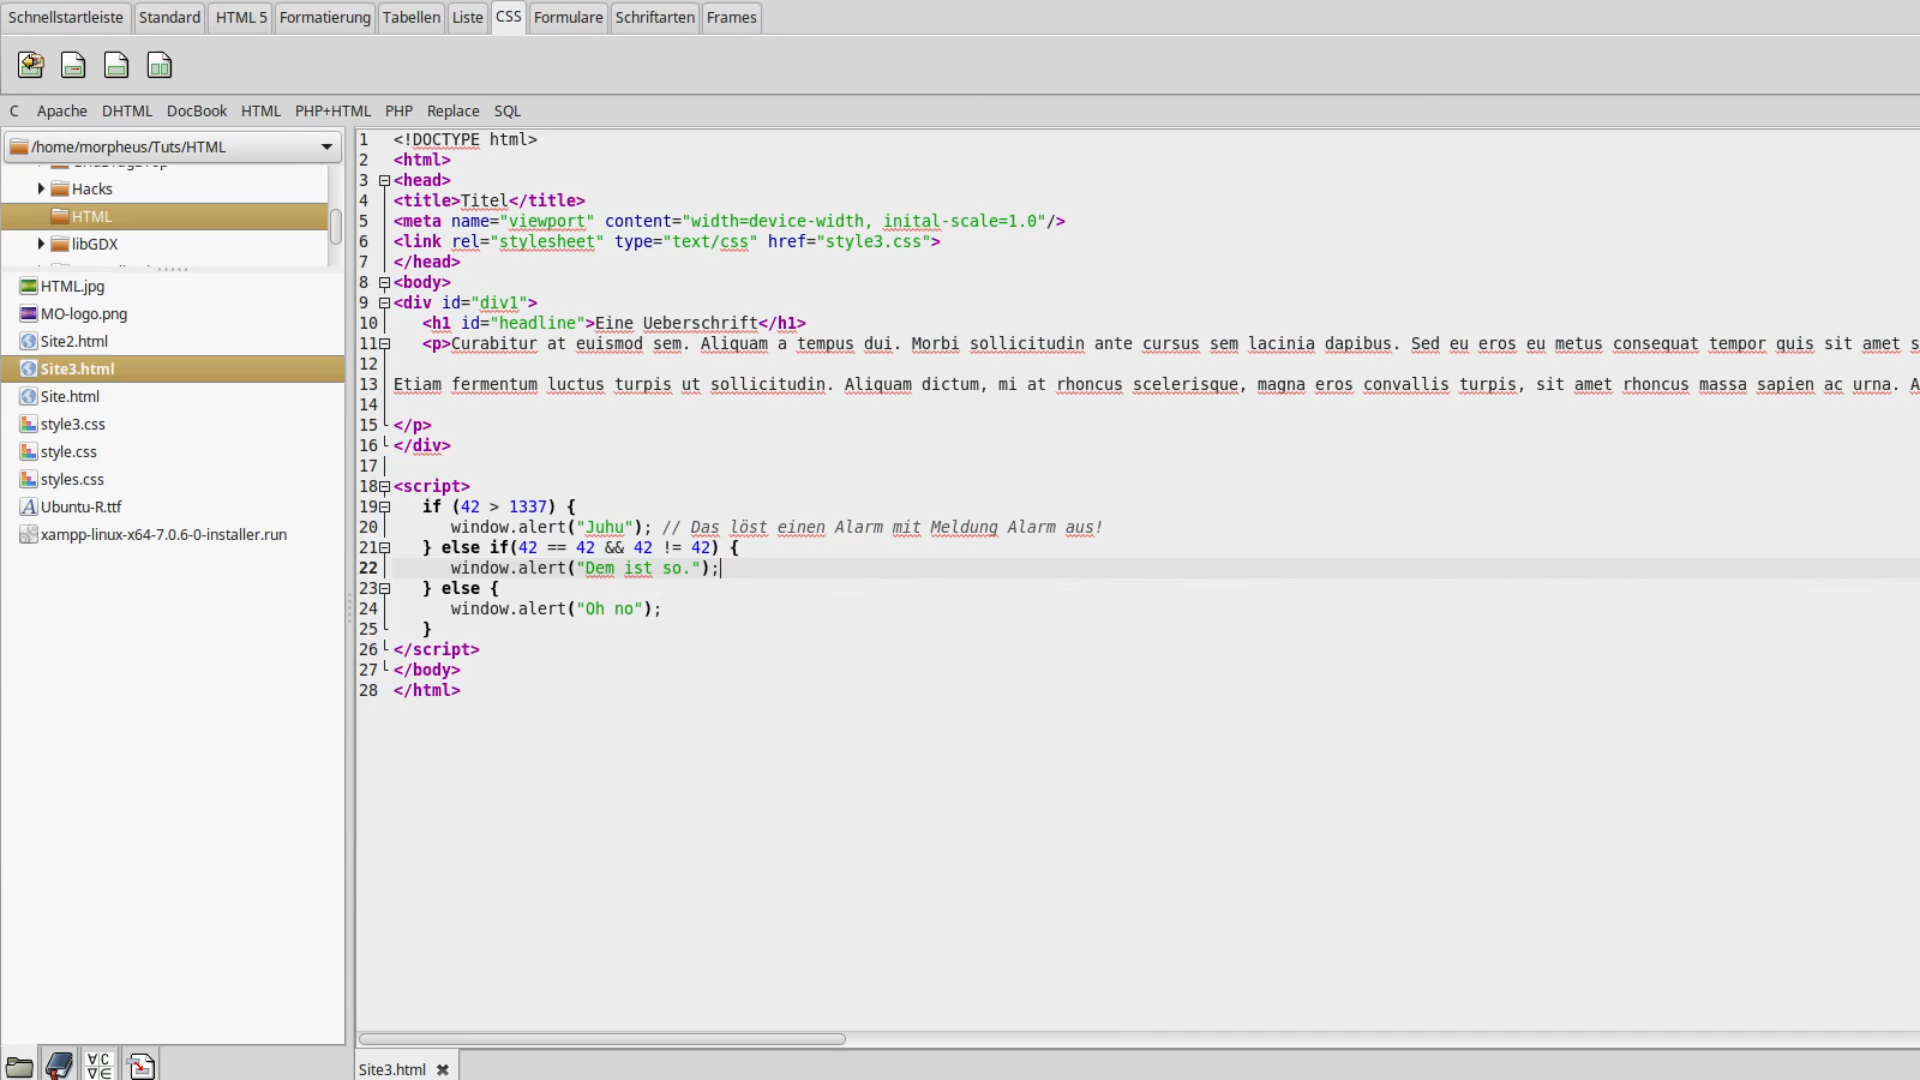 Schnellstartleiste Standard HTML 5 Formatierung Tabellen Liste CSS Formulare Schriftarten Frames
C Apache DHTML DocBook HTML PHP+HTML PHP Replace SQL
/home/morpheus/Tuts/HTML
Hacks
HTML
libGDX
HTML.jpg
MO-logo.png
Site2.html
Site3.html
Site.html
style3.css
style.css
styles.css
Ubuntu-R.ttf
xampp-linux-x64-7.0.6-0-installer.run
1 <!DOCTYPE html>
2 <html>
3 <head>
4 <title>Titel</title>
5 <meta name="viewport" content="width=device-width, inital-scale=1.0"/>
6 <link rel="stylesheet" type="text/css" href="style3.css">
7 </head>
8 <body>
9 <div id="div1">
10 <h1 id="headline">Eine Ueberschrift</h1>
11 <p>Curabitur at euismod sem. Aliquam a tempus dui. Morbi sollicitudin ante cursus sem lacinia dapibus. Sed eu eros eu metus consequat tempor quis sit amet s
12
13 Etiam fermentum luctus turpis ut sollicitudin. Aliquam dictum, mi at rhoncus scelerisque, magna eros convallis turpis, sit amet rhoncus massa sapien ac urna. A
14
15 </p>
16 </div>
17
18 <script>
19 if (42 > 1337) {
20 window.alert("Juhu"); // Das löst einen Alarm mit Meldung Alarm aus!
21 } else if(42 == 42 && 42 != 42) {
22 window.alert("Dem ist so.");
23 } else {
24 window.alert("Oh no");
25 }
26 </script>
27 </body>
28 </html>
Site3.html